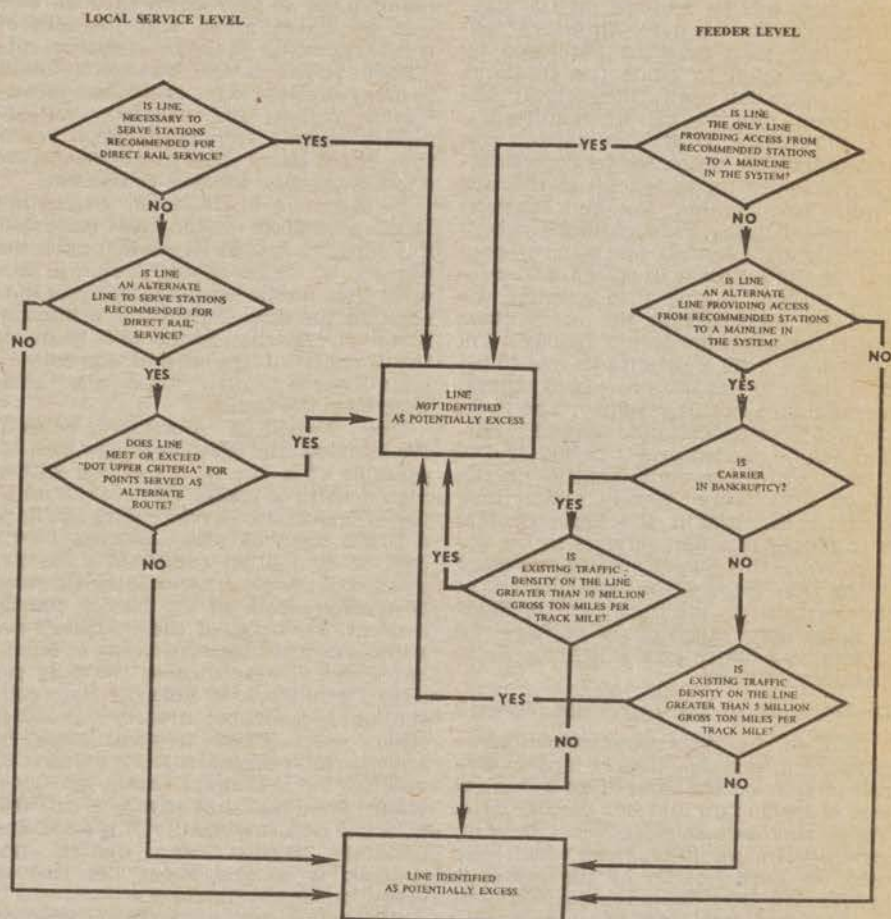 LOCAL SERVICE LEVEL
IS LINE
NECESSARY TO
SERVE STATIONS
RECOMMENDED FOR
DIRECT RAIL SERVICE?
YES
NO
IS LINE
AN ALTERNATE
LINE TO SERVE STATIONS
RECOMMENDED FOR
DIRECT RAIL
SERVICE?
NO
YES
DOES LINE
MEET OR EXCEED
"DOT UPPER CRITERIA" FOR
POINTS SERVED AS
ALTERNATE
ROUTE?
YES
NO
FEEDER LEVEL
IS LINE
THE ONLY LINE
PROVIDING ACCESS FROM
RECOMMENDED STATIONS
TO A MAINLINE
IN THE SYSTEM?
YES
NO
IS LINE
AN ALTERNATE
LINE PROVIDING ACCESS
FROM RECOMMENDED STATIONS
TO A MAINLINE IN
THE SYSTEM?
NO
YES
IS
CARRIER
IN BANKRUPTCY?
YES
NO
IS
EXISTING TRAFFIC
DENSITY ON THE LINE
GREATER THAN 10 MILLION
GROSS TON MILES PER
TRACK MILE?
YES
NO
IS
EXISTING TRAFFIC
DENSITY ON THE LINE
GREATER THAN 5 MILLION
GROSS TON MILES PER
TRACK MILE?
YES
NO
LINE
NOT IDENTIFIED
AS POTENTIALLY EXCESS
LINE IDENTIFIED
AS POTENTIALLY EXCESS